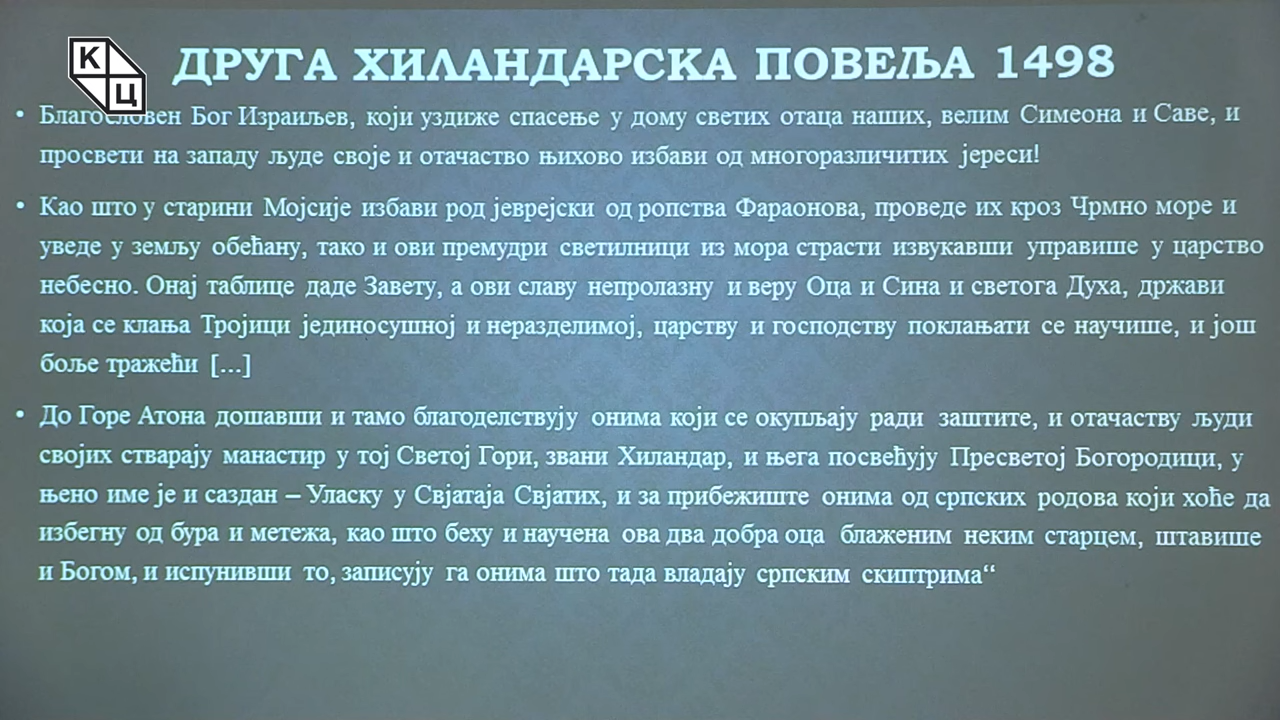 К
Ц
ДРУГА ХИЛАНДАРСКА ПОВЕЉА 1498
• Благословен Бог Израиљев, који уздиже спасење у дому светих отаца наших, велим Симеона и Саве, и
просвети на западу људе своје и отачаство њихово избави од многоразличитих јереси!
• Као што у старини Мојсије избави род јеврејски од ропства Фараонова, проведе их кроз Чрмно море и
уведе у земљу обећану, тако и ови премудри светилници из мора страсти извукавши управише у царство
небесно. Онај таблице даде Завету, а ови славу непролазну и веру Оца и Сина и светога Духа, држави
која се клања Тројици јединосушној и неразделимој, царству и господству поклањати се научише, и још
боље тражећи [...]
• До Горе Атона дошавши и тамо благоделствују онима који се окупљају ради заштите, и отачаству људи
својих стварају манастир у тој Светој Гори, звани Хиландар, и њега посвећују Пресветој Богородици, у
њено име је и саздан – Уласку у Свјатаја Свјатих, и за прибежиште онима од српских родова који хоће да
избегну од бура и метежа, као што беху и научена ова два добра оца блаженим неким старцем, штавише
и Богом, и испунивши то, записују га онима што тада владају српским скиптрима“